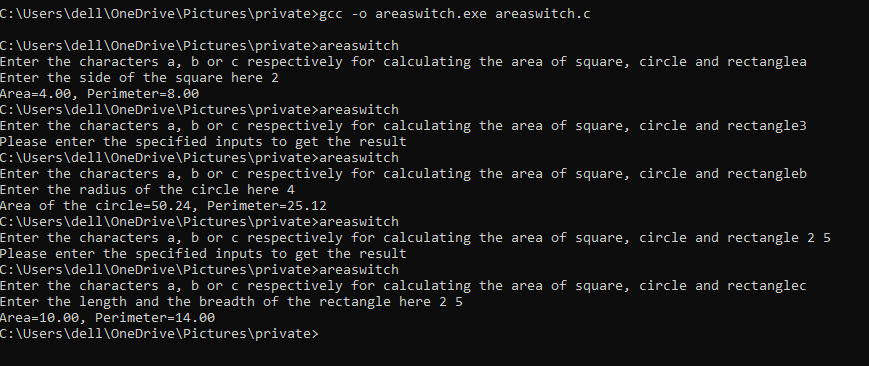 C:\Users\dell\OneDrive\Pictures\private>gcc -o areaswitch.exe areaswitch.c
C:\Users\dell\OneDrive\Pictures\private>areaswitch
Enter the characters a, b or c respectively for calculating the area of square, circle and rectanglea
Enter the side of the square here 2
Area=4.00, Perimeter=8.00
C:\Users\dell\OneDrive\Pictures\private>areaswitch
Enter the characters a, b or c respectively for calculating the area of square, circle and rectangle3
Please enter the specified inputs to get the result
C:\Users\dell\OneDrive\Pictures\private>areaswitch
Enter the characters a, b or c respectively for calculating the area of square, circle and rectangleb
Enter the radius of the circle here 4
Area of the circle=50.24, Perimeter=25.12
C:\Users\dell\OneDrive\Pictures\private>areaswitch
Enter the characters a, b or c respectively for calculating the area of square, circle and rectangle 2 5
Please enter the specified inputs to get the result
C:\Users\dell\OneDrive\Pictures\private>areaswitch
Enter the characters a, b or c respectively for calculating the area of square, circle and rectanglec
Enter the length and the breadth of the rectangle here 2 5
Area=10.00, Perimeter=14.00
C:\Users\dell\OneDrive\Pictures\private>